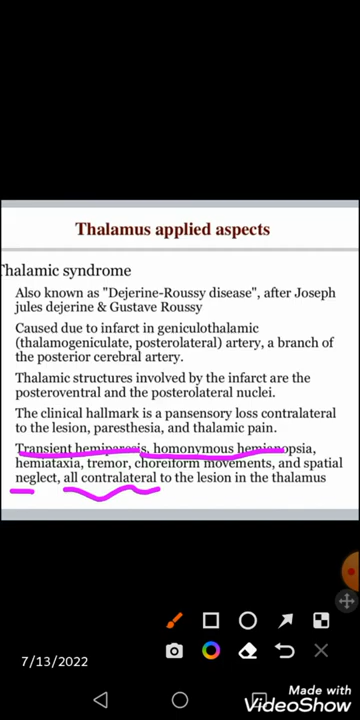 Thalamus applied aspects
Thalamic syndrome
Also known as "Dejerine-Roussy disease", after Joseph
jules dejerine & Gustave Roussy
Caused due to infarct in geniculothalamic
(thalamogeniculate, posterolateral) artery, a branch of
the posterior cerebral artery.
Thalamic structures involved by the infarct are the
posteroventral and the posterolateral nuclei.
The clinical hallmark is a pansensory loss contralateral
to the lesion, paresthesia, and thalamic pain.
Transient hemiparesis, homonymous hemianopsia,
hemiataxia, tremor, choreiform movements, and spatial
neglect, all contralateral to the lesion in the thalamus
7/13/2022
Made with
VideoShow